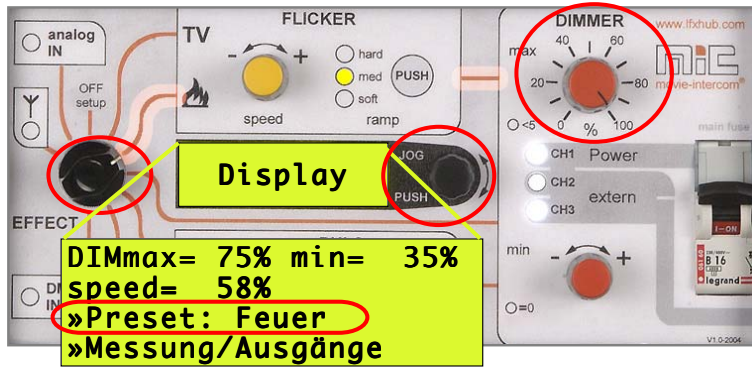 FLICKER
DIMMER
www.lfxhub.com
analog
IN
TV
- +
hard
med
soft
PUSH
speed
ramp
max
0 20 40 60 80 100
%
<5
MIC
movie-intercom®
OFF
setup
EFFECT
Display
JOG
PUSH
CH1 Power
CH2
extern
CH3
main fuse
I-ON
B 16
legrand
DIMmax= 75% min= 35%
speed= 58%
»Preset: Feuer
»Messung/Ausgänge
min
- +
=0
V1.0-2004